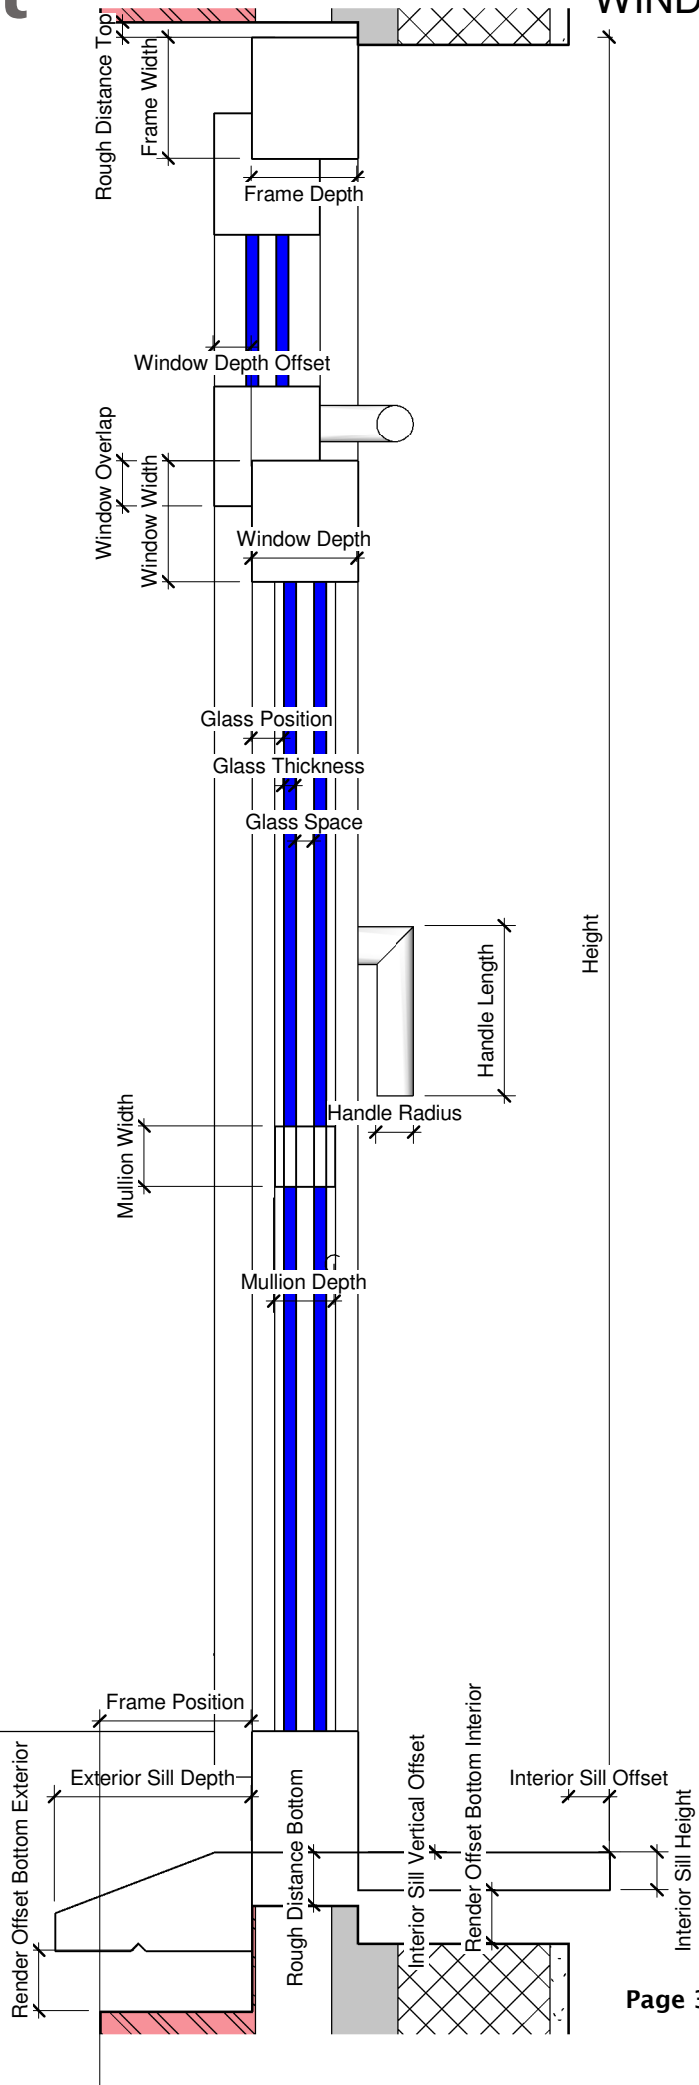 WIND
Rough Distance Top
Frame Width
Frame Depth
Window Depth Offset
Window Overlap
Window Width
Window Depth
Glass Position
Glass Thickness
Glass Space
Height
Handle Length
Handle Radius
Mullion Width
Mullion Depth
Frame Position
Exterior Sill Depth
Render Offset Bottom Exterior
Rough Distance Bottom
Interior Sill Vertical Offset
Render Offset Bottom Interior
Interior Sill Offset
Interior Sill Height
Page 3